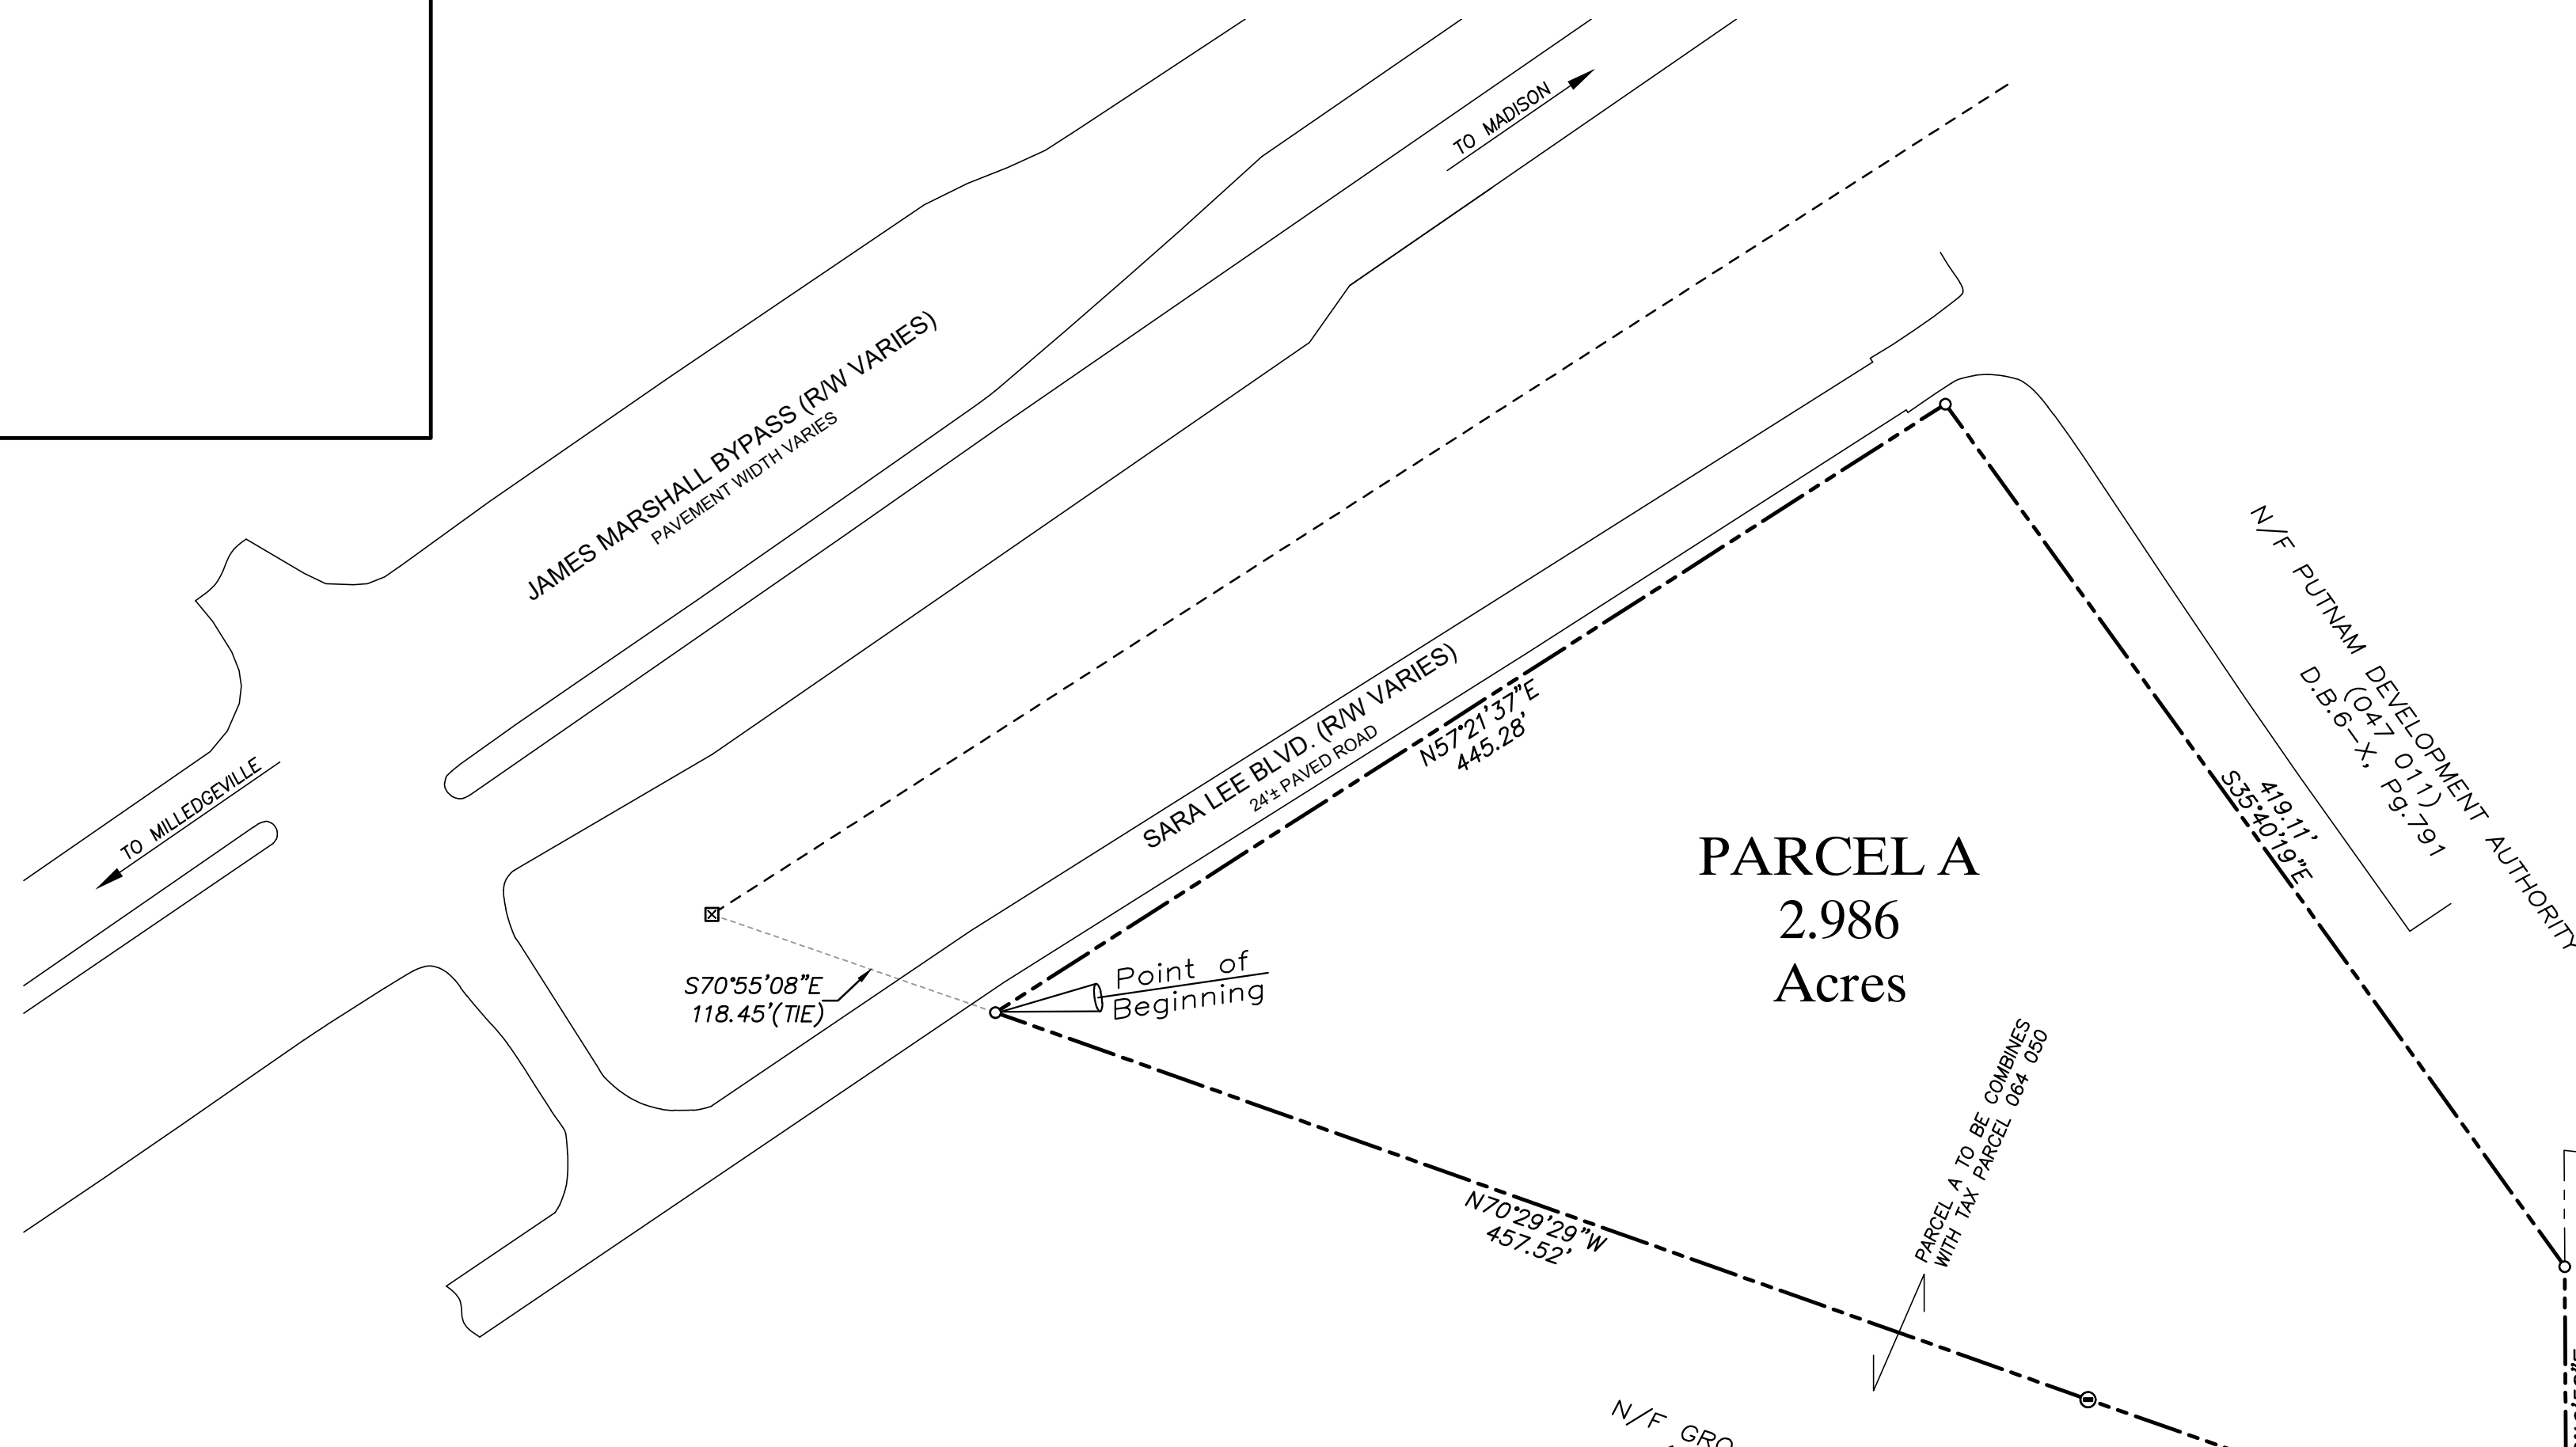 TO MADISON
JAMES MARSHALL BYPASS (R/W VARIES)
PAVEMENT WIDTH VARIES
TO MILLEDGEVILLE
SARA LEE BLVD. (R/W VARIES)
24'± PAVED ROAD
N57°21'37"E
445.28'
N/F PUTNAM DEVELOPMENT AUTHORITY
(047 011)
D.B.6-X, Pg.791
419.11'
S35°40'19"E
PARCEL A
2.986
Acres
S70°55'08"E
118.45'(TIE)
Point of
Beginning
PARCEL A TO BE COMBINES
WITH TAX PARCEL 064 050
N70°29'29"W
457.52'
N/F GRO